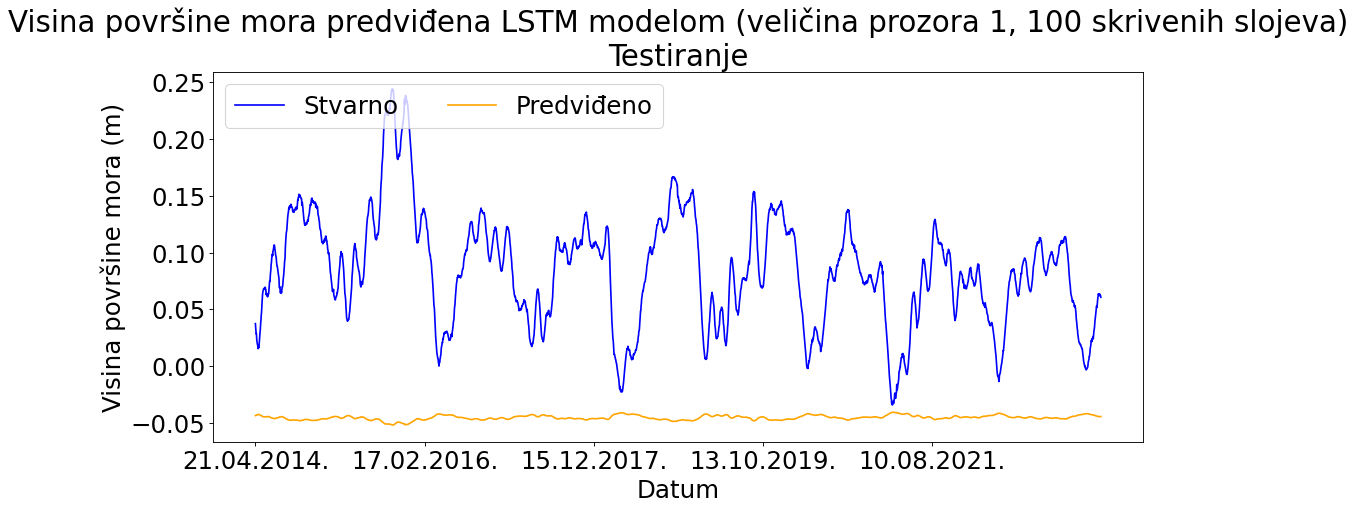 Visina površine mora predviđena LSTM modelom (veličina prozora 1, 100 skrivenih slojeva)
Testiranje
Stvarno Predviđeno
Visina površine mora (m)
0.25
0.20
0.15
0.10
0.05
0.00
−0.05
21.04.2014. 17.02.2016. 15.12.2017. 13.10.2019. 10.08.2021.
Datum